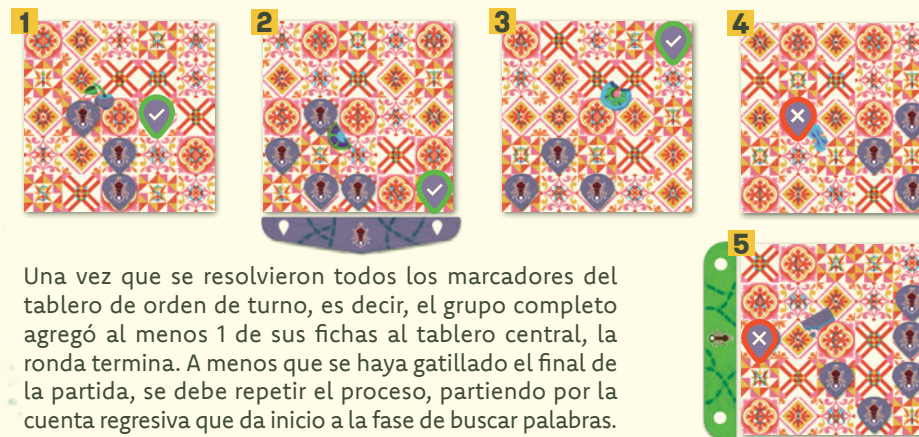 1
2
3
4
5
Una vez que se resolvieron todos los marcadores del
tablero de orden de turno, es decir, el grupo completo
agregó al menos 1 de sus fichas al tablero central, la
ronda termina. A menos que se haya gatillado el final de
la partida, se debe repetir el proceso, partiendo por la
cuenta regresiva que da inicio a la fase de buscar palabras.